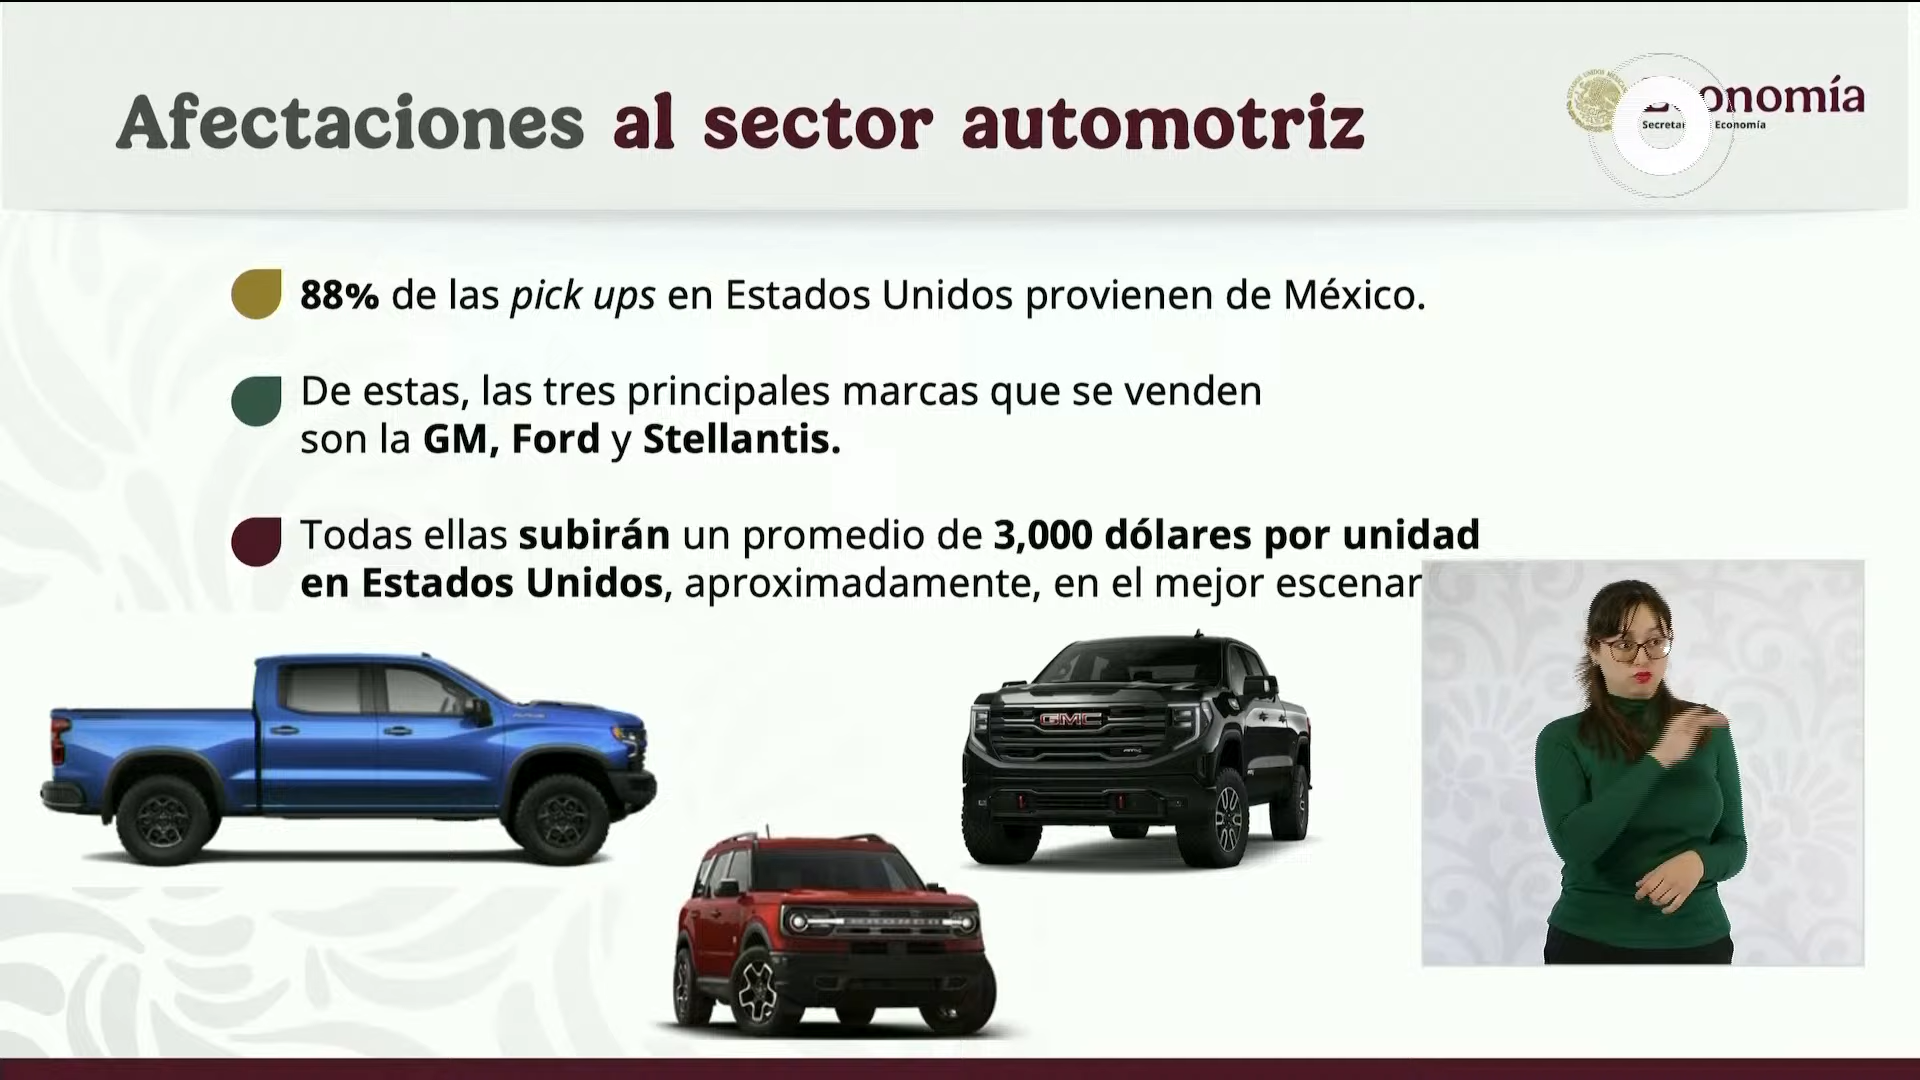 Afectaciones al sector automotriz
onomía
Economía
88% de las pick ups en Estados Unidos provienen de México.
De estas, las tres principales marcas que se venden
son la GM, Ford y Stellantis.
Todas ellas subirán un promedio de 3,000 dólares por unidad
en Estados Unidos, aproximadamente, en el mejor escenar
GMC
BRONCO